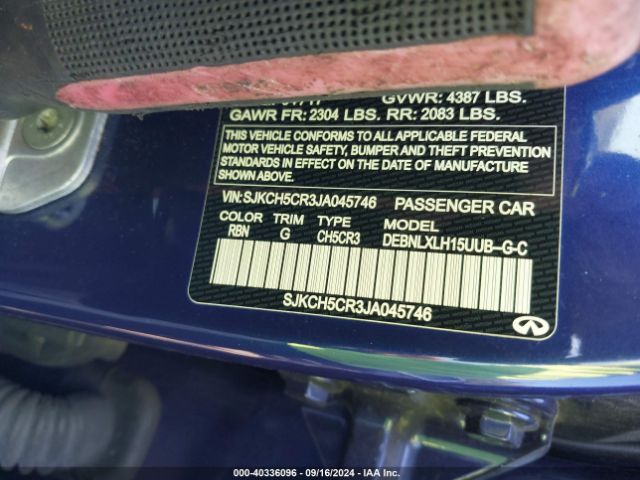 GVWR: 4387 LBS.
GAWR FR: 2304 LBS. RR: 2083 LBS.
THIS VEHICLE CONFORMS TO ALL APPLICABLE FEDERAL
MOTOR VEHICLE SAFETY, BUMPER AND THEFT PREVENTION
STANDARDS IN EFFECT ON THE DATE OF MANUFACTURE
SHOWN ABOVE.
VIN: SJKCH5CR3JA045746 PASSENGER CAR
COLOR TRIM TYPE MODEL
RBN G CH5CR3 DEBNLXLH15UUB-G-C
SJKCH5CR3JA045746
000-40336096 - 09/16/2024 - IAA Inc.